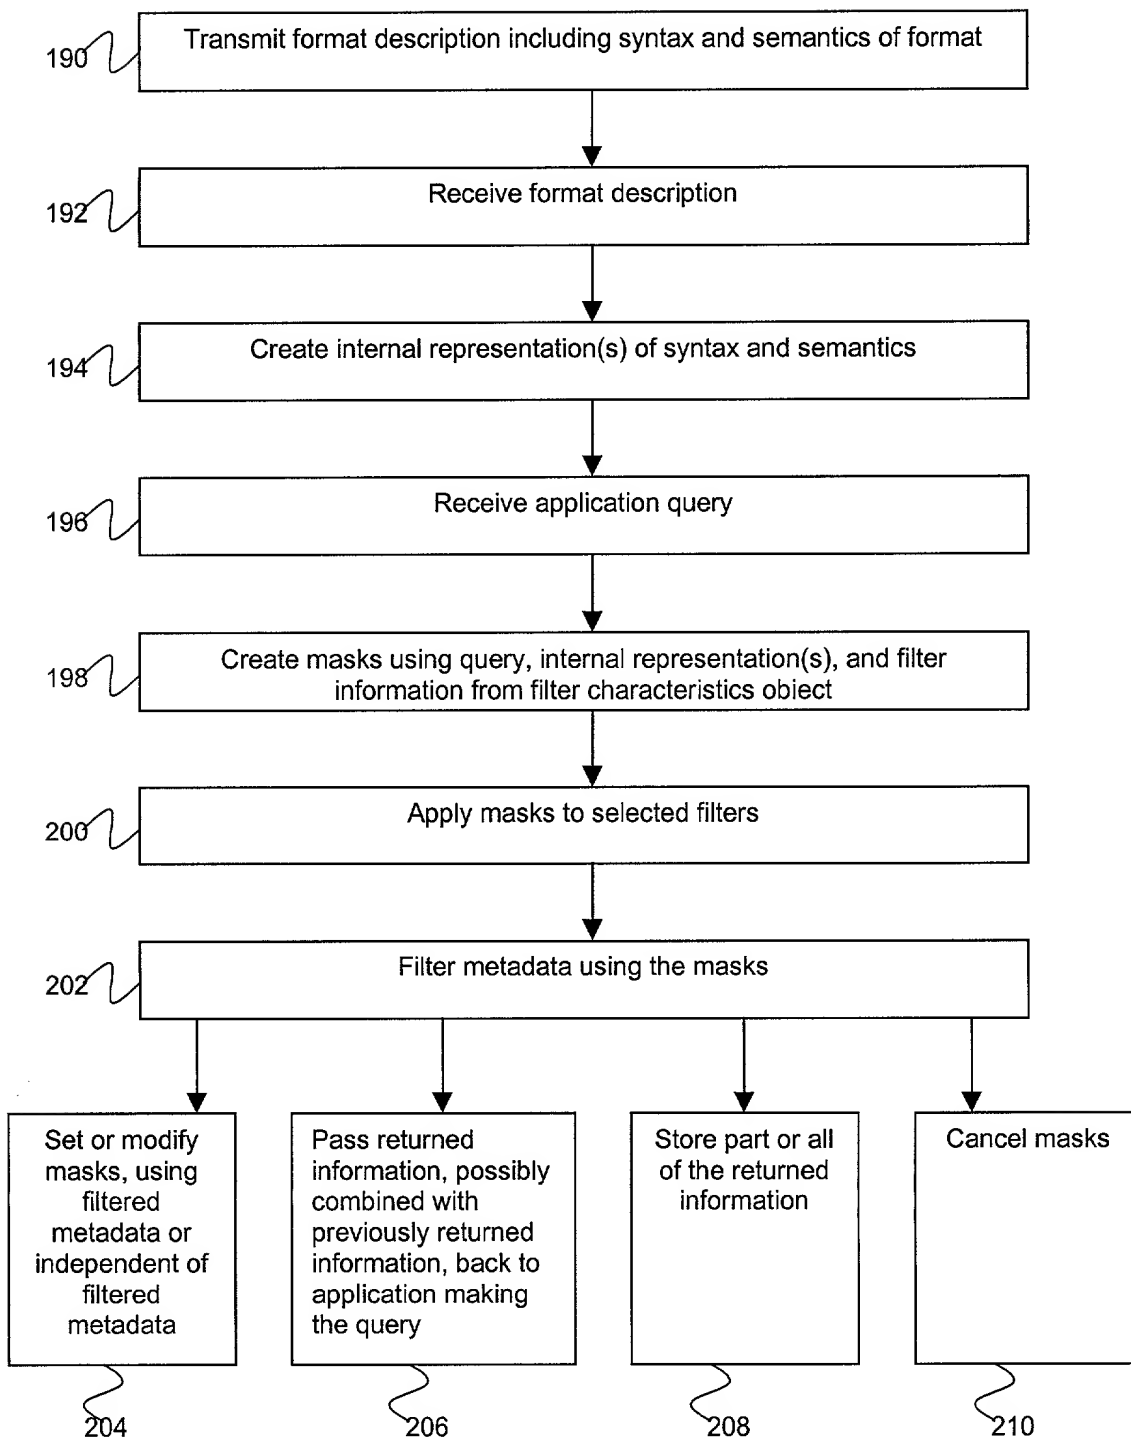 Transmit format description including syntax and semantics of format
190
Receive format description
192
Create internal representation(s) of syntax and semantics
194
Receive application query
196
Create masks using query, internal representation(s), and filter
information from filter characteristics object
198
Apply masks to selected filters
200
Filter metadata using the masks
202
Set or modify
masks, using
filtered
metadata or
independent of
filtered
metadata
Pass returned
information, possibly
combined with
previously returned
information, back to
application making
the query
Store part or all
of the returned
information
Cancel masks
204
206
208
210